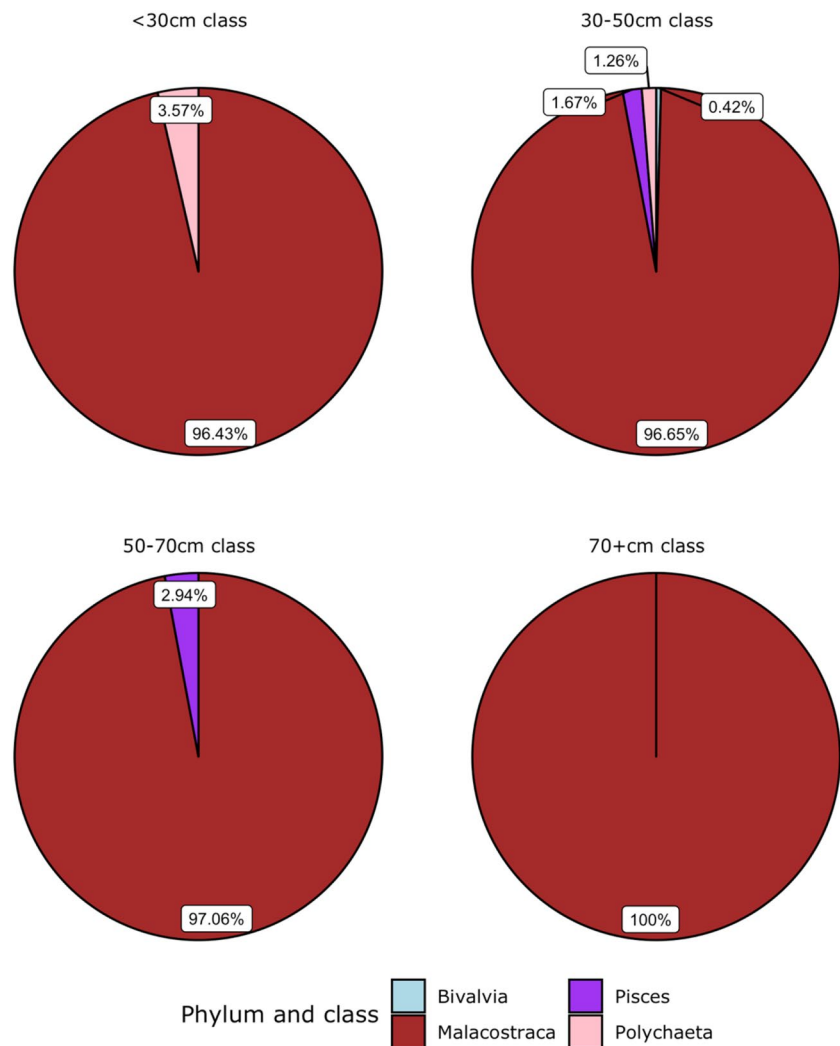 <30cm class
30-50cm class
3.57%
96.43%
1.26%
1.67%
0.42%
96.65%
50-70cm class
70+cm class
2.94%
97.06%
100%
Phylum and class
Bivalvia
Malacostraca
Pisces
Polychaeta